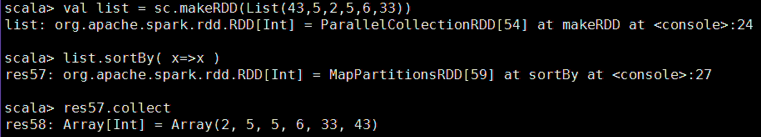 scala> val list = sc.makeRDD(List(43,5,2,5,6,33))
list: org.apache.spark.rdd.RDD[Int] = ParallelCollectionRDD[54] at makeRDD at <console>:24
scala> list.sortBy( x=>x )
res57: org.apache.spark.rdd.RDD[Int] = MapPartitionsRDD[59] at sortBy at <console>:27
scala> res57.collect
res58: Array[Int] = Array(2, 5, 5, 6, 33, 43)